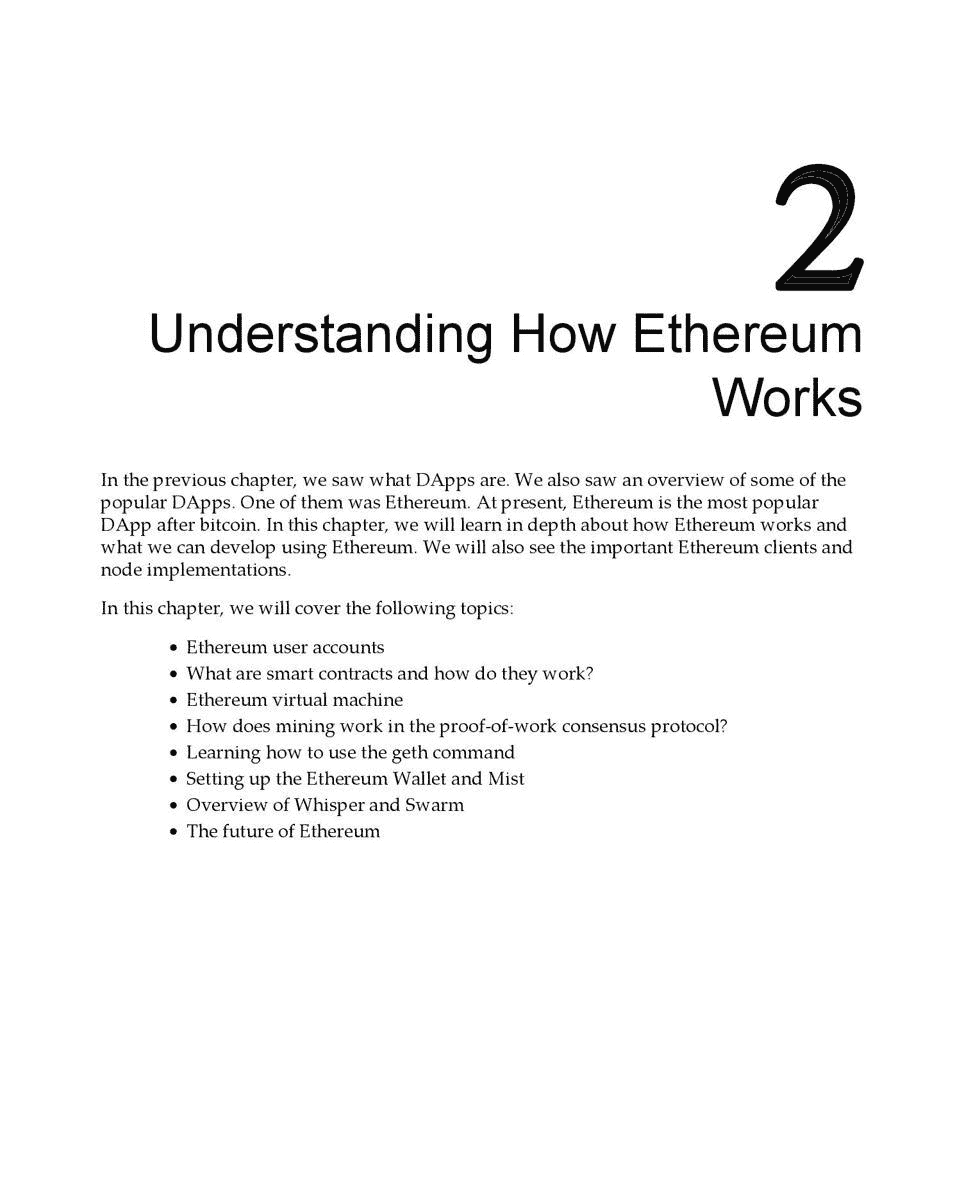 2
Understanding How Ethereum
Works
In the previous chapter, we saw what DApps are. We also saw an overview of some of the
popular DApps. One of them was Ethereum. At present, Ethereum is the most popular
DApp after bitcoin. In this chapter, we will learn in depth about how Ethereum works and
what we can develop using Ethereum. We will also see the important Ethereum clients and
node implementations.
In this chapter, we will cover the following topics:
• Ethereum user accounts
• What are smart contracts and how do they work?
• Ethereum virtual machine
• How does mining work in the proof-of-work consensus protocol?
• Learning how to use the geth command
• Setting up the Ethereum Wallet and Mist
• Overview of Whisper and Swarm
• The future of Ethereum